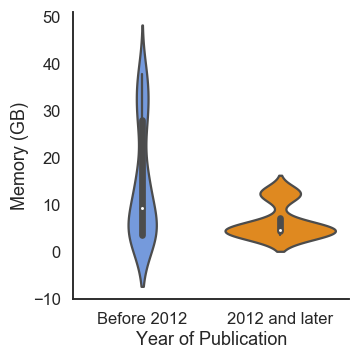 Memory (GB)
50
40
30
20
10
0
−10
Before 2012
2012 and later
Year of Publication